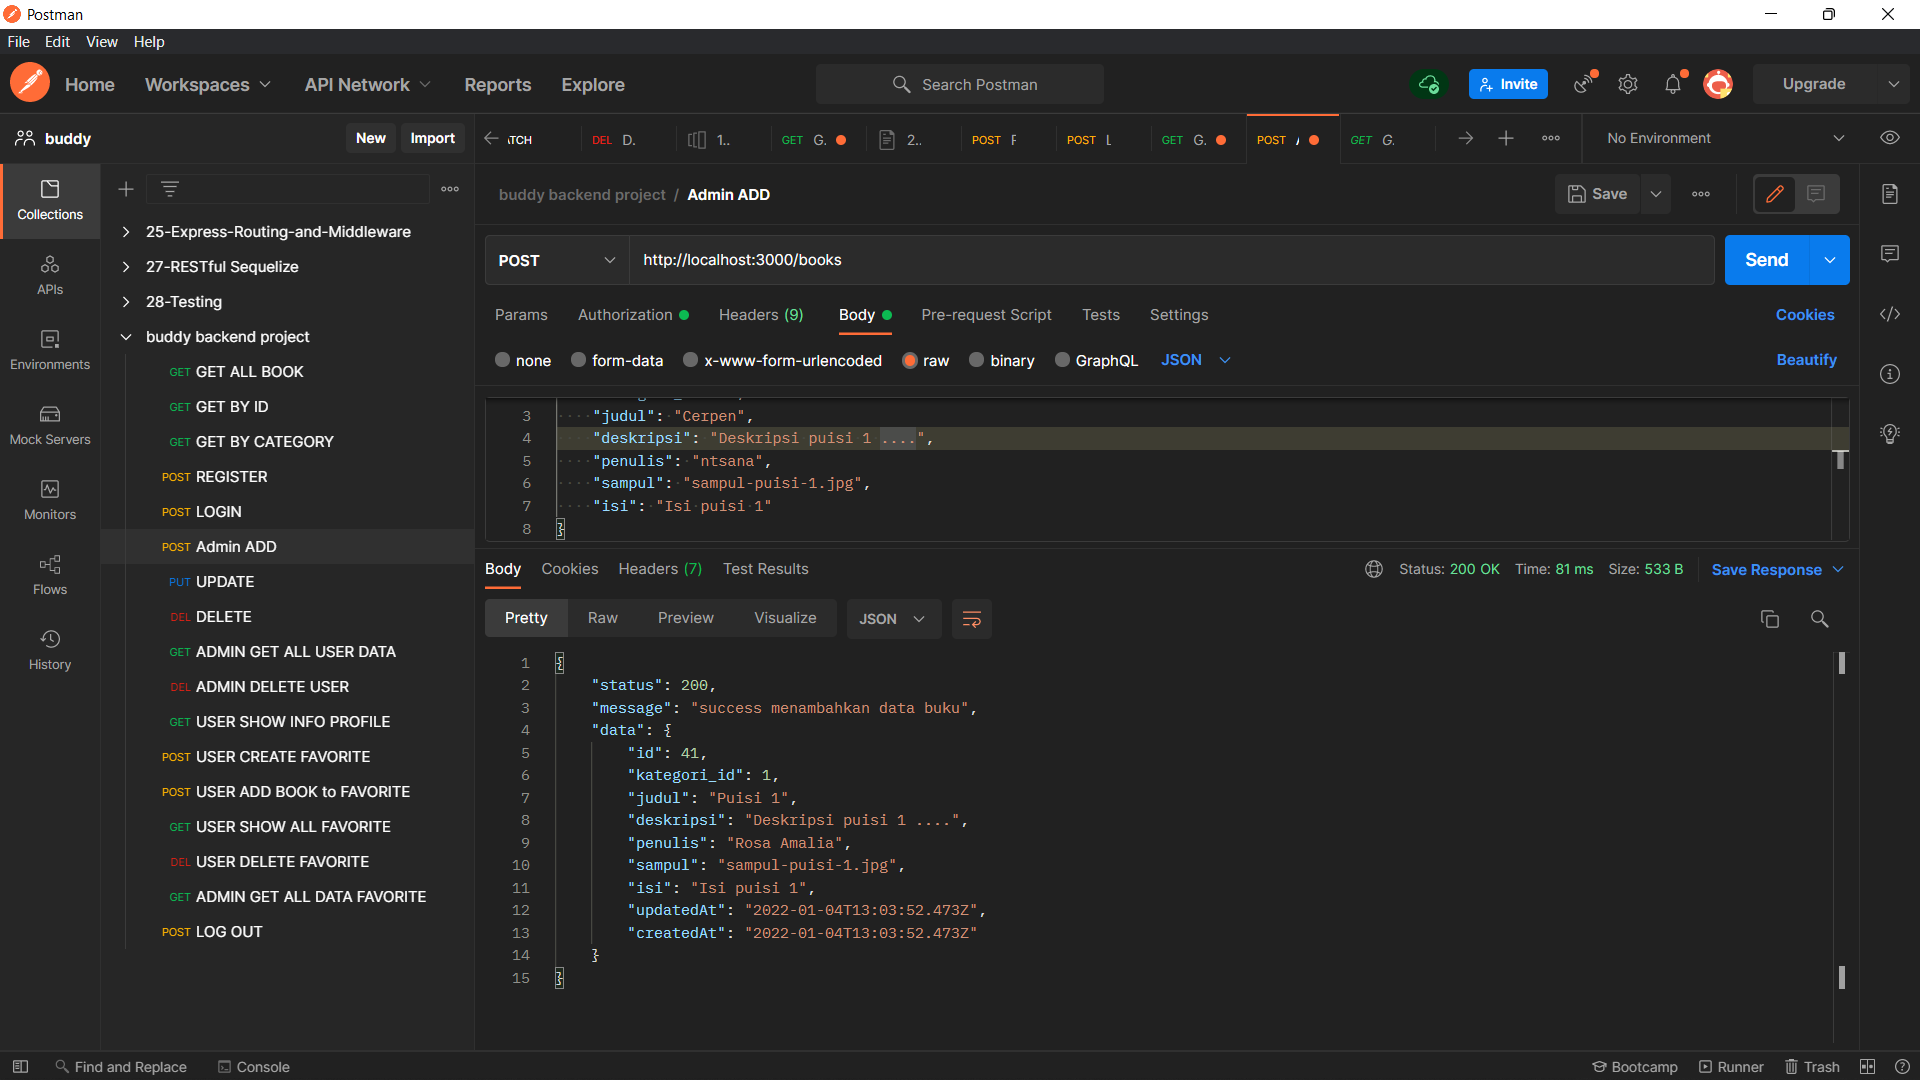 Postman
File Edit View Help
Home Workspaces API Network Reports Explore Search Postman Invite Upgrade
buddy New Import
DEL D. 1.. GET G. 2.. POST POST L GET G. POST GET G. No Environment
Collections
APIs
Environments
Mock Servers
Monitors
Flows
History
25-Express-Routing-and-Middleware
27-RESTful Sequelize
28-Testing
buddy backend project
GET GET ALL BOOK
GET GET BY ID
GET GET BY CATEGORY
POST REGISTER
POST LOGIN
POST Admin ADD
PUT UPDATE
DEL DELETE
GET ADMIN GET ALL USER DATA
DEL ADMIN DELETE USER
GET USER SHOW INFO PROFILE
POST USER CREATE FAVORITE
POST USER ADD BOOK to FAVORITE
GET USER SHOW ALL FAVORITE
DEL USER DELETE FAVORITE
GET ADMIN GET ALL DATA FAVORITE
POST LOG OUT
buddy backend project / Admin ADD Save
POST http://localhost:3000/books Send
Params Authorization Headers (9) Body Pre-request Script Tests Settings Cookies
none form-data x-www-form-urlencoded raw binary GraphQL JSON Beautify
3 "judul": "Cerpen",
4 "deskripsi": "Deskripsi puisi 1 ....",
5 "penulis": "ntsana",
6 "sampul": "sampul-puisi-1.jpg",
7 "isi": "Isi puisi 1"
8 }
Body Cookies Headers (7) Test Results Status: 200 OK Time: 81 ms Size: 533 B Save Response
Pretty Raw Preview Visualize JSON
1 {
2 "status": 200,
3 "message": "success menambahkan data buku",
4 "data": {
5 "id": 41,
6 "kategori_id": 1,
7 "judul": "Puisi 1",
8 "deskripsi": "Deskripsi puisi 1 ....",
9 "penulis": "Rosa Amalia",
10 "sampul": "sampul-puisi-1.jpg",
11 "isi": "Isi puisi 1",
12 "updatedAt": "2022-01-04T13:03:52.473Z",
13 "createdAt": "2022-01-04T13:03:52.473Z"
14 }
15 }
Find and Replace Console Bootcamp Runner Trash